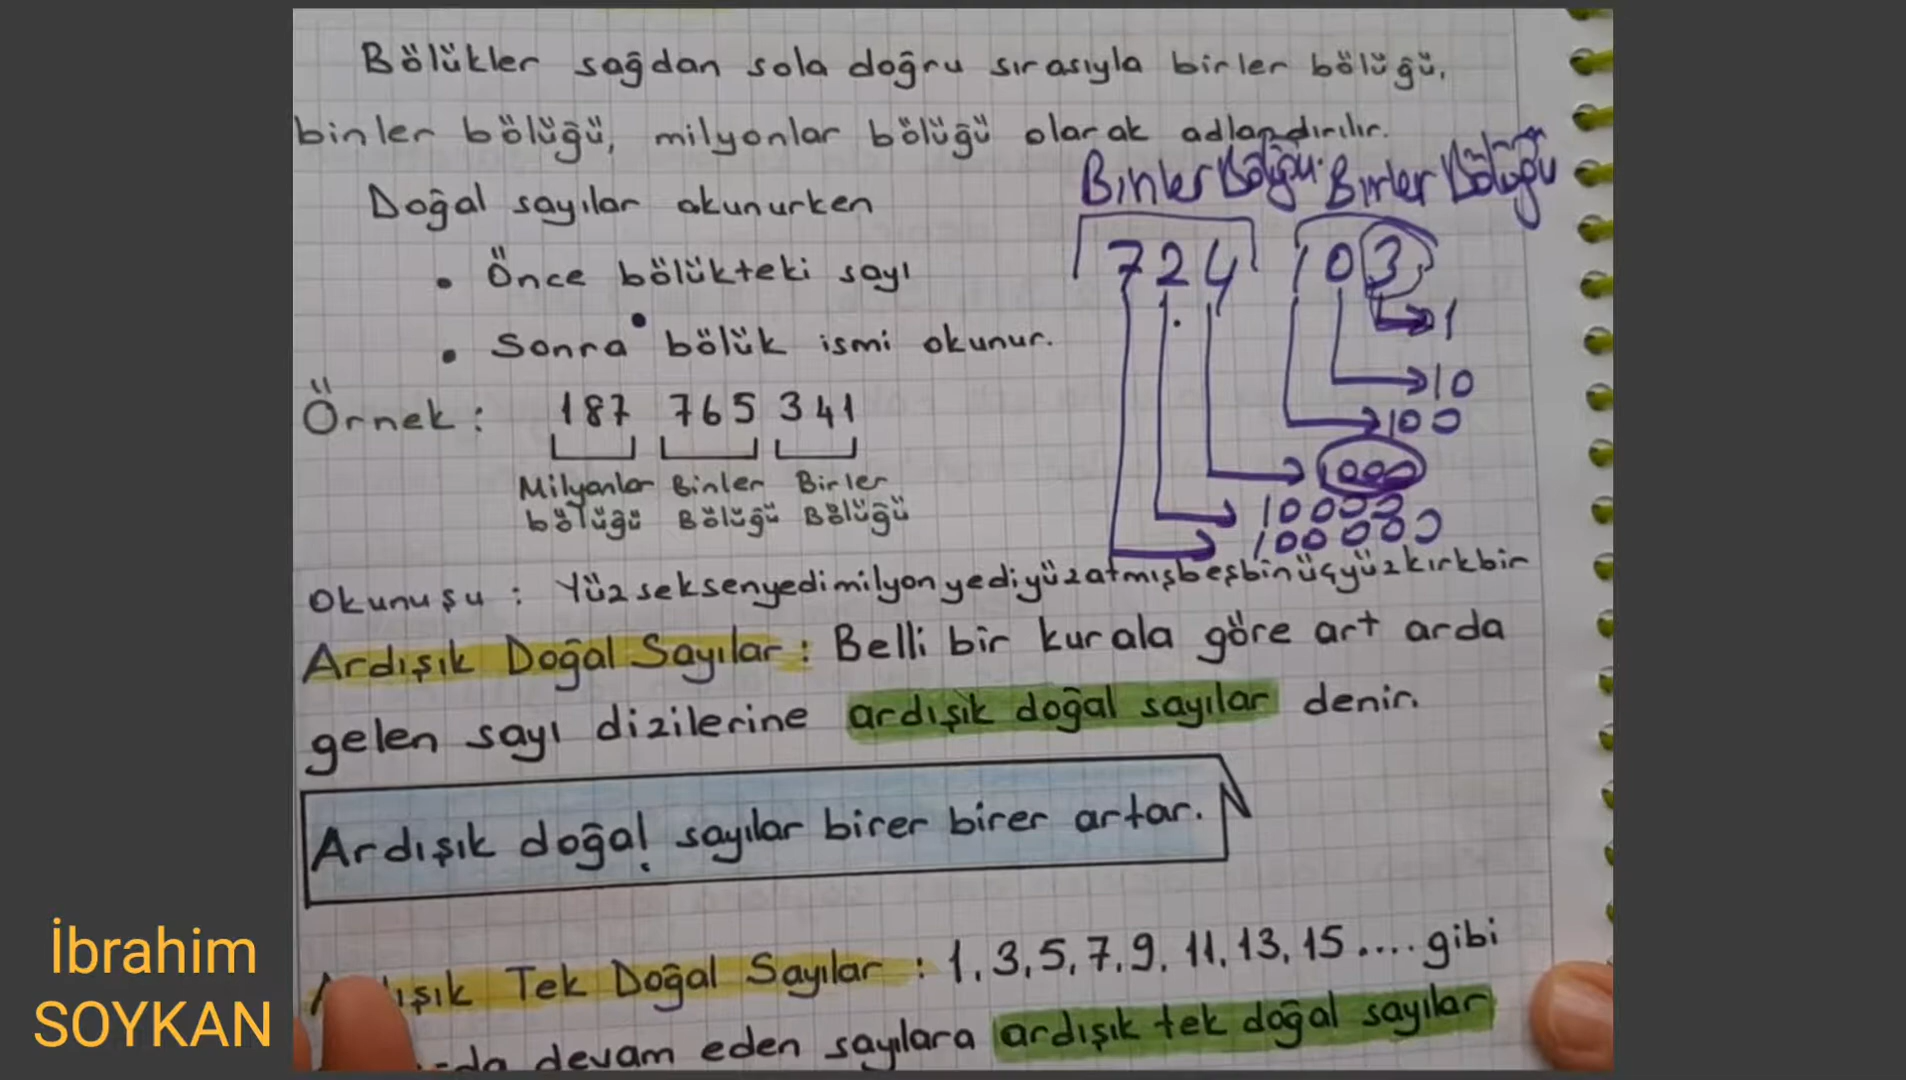 Bölükler sağdan sola doğru sırasıyla birler bölüğü,
binler bölüğü, milyonlar bölüğü olarak adlandırılır.
Doğal sayılar okunurken
• Önce bölükteki sayı
• Sonra bölük ismi okunur.
Binler Bölüğü Birler Bölüğü
724 103
1
10
100
1000
10000
100000
Örnek : 187 765 341
Milyonlar Binler Birler
bölüğü Bölüğü Bölüğü
Okunuşu : Yüzseksenyedimilyonyediyüzatmışbeşbinüçyüzkırkbir
Ardışık Doğal Sayılar : Belli bir kurala göre art arda
gelen sayı dizilerine ardışık doğal sayılar denir.
Ardışık doğal sayılar birer birer artar.
Tek Doğal Sayılar : 1, 3, 5, 7, 9, 11, 13, 15 .... gibi
devam eden sayılara ardışık tek doğal sayılar
İbrahim
SOYKAN